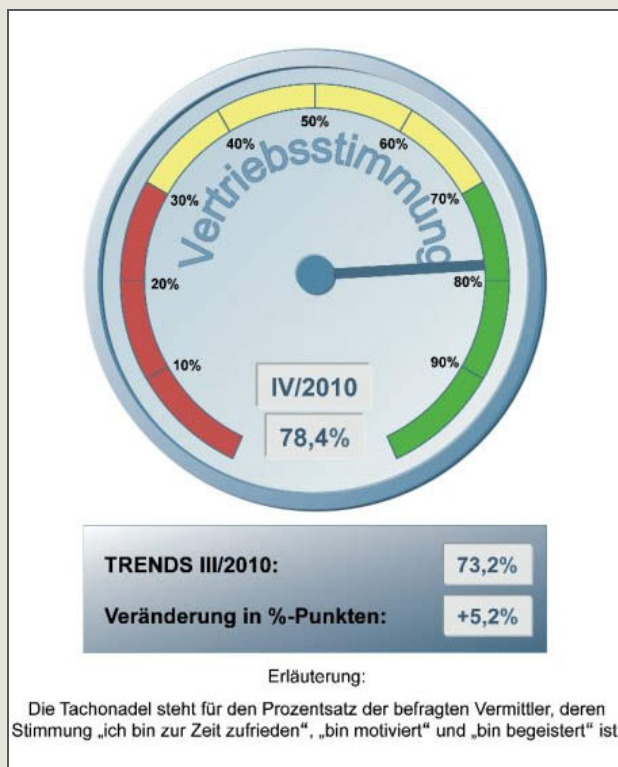 50%
40%
60%
30%
70%
Vertriebsstimmung
20%
80%
10%
90%
IV/2010
78,4%
TRENDS III/2010: 73,2%
Veränderung in %-Punkten: +5,2%
Erläuterung:
Die Tachonadel steht für den Prozentsatz der befragten Vermittler, deren
Stimmung „ich bin zur Zeit zufrieden“, „bin motiviert“ und „bin begeistert“ ist